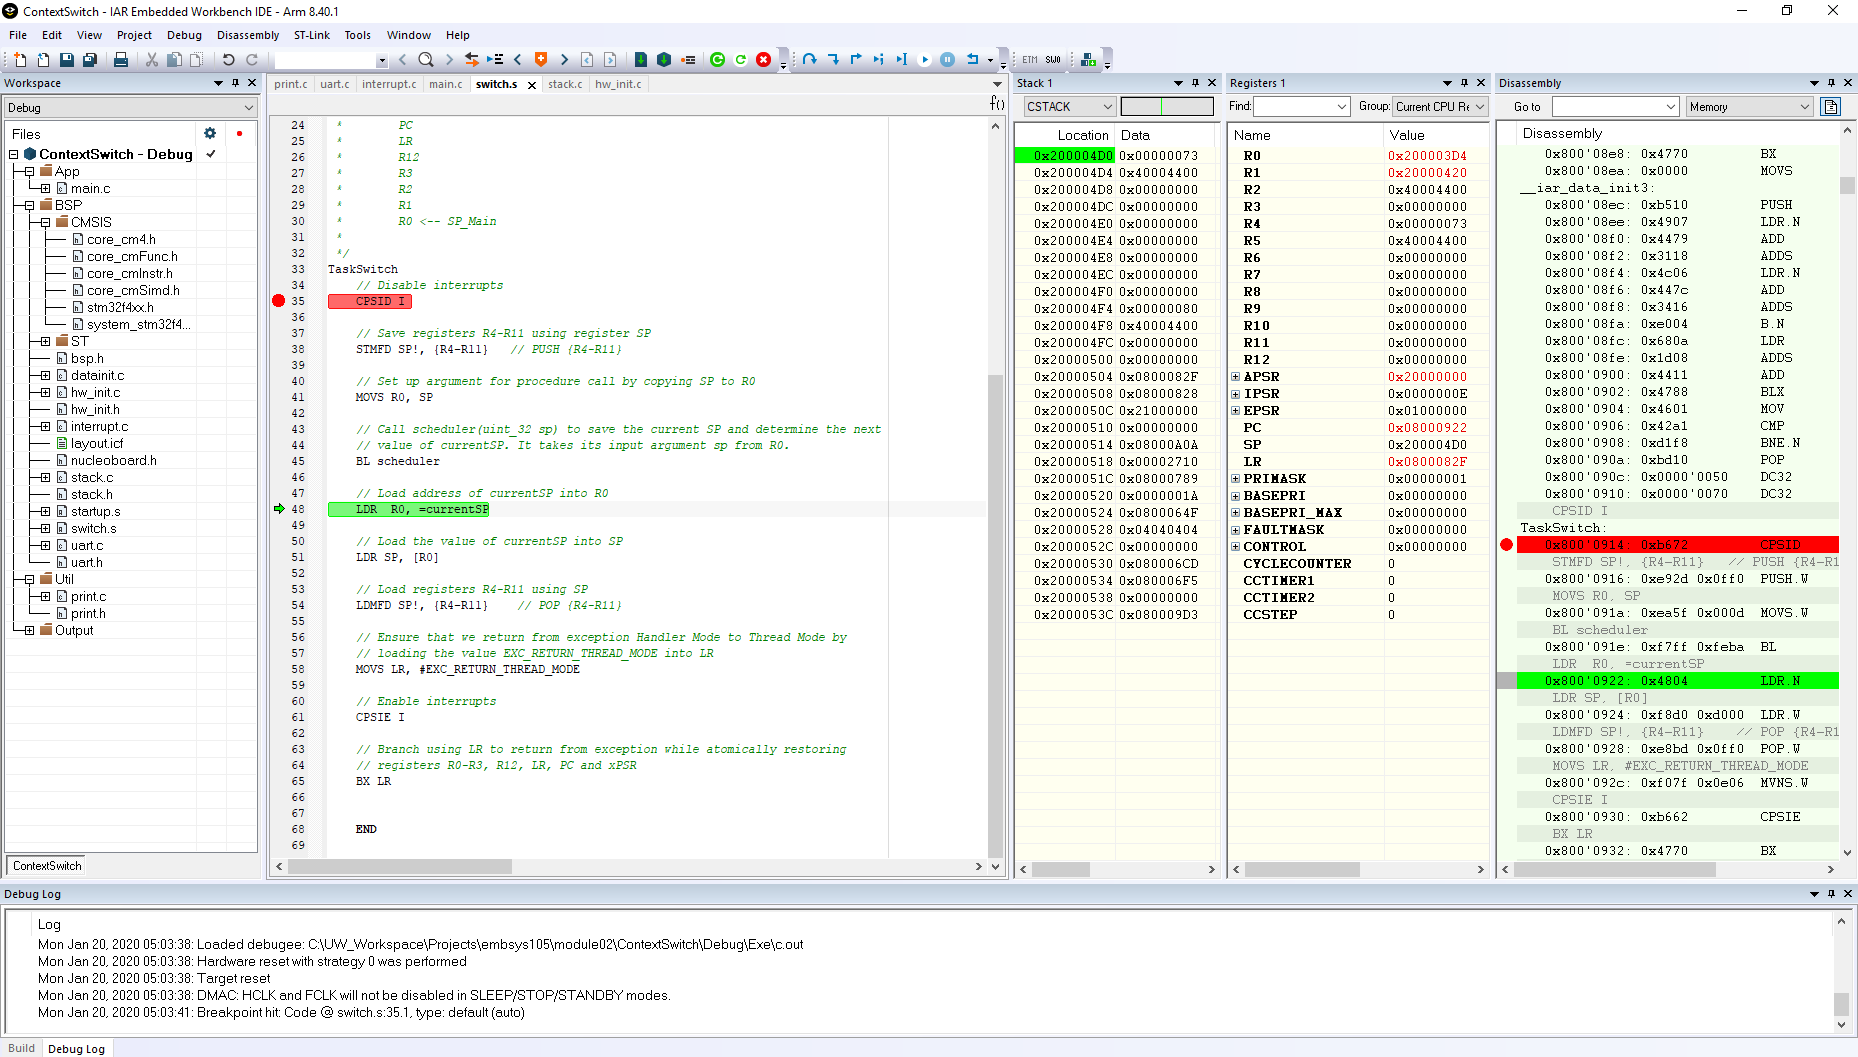 ContextSwitch - IAR Embedded Workbench IDE - Arm 8.40.1
File Edit View Project Debug Disassembly ST-Link Tools Window Help
ETM SWO
Workspace
Debug
Files
ContextSwitch - Debug
App
main.c
BSP
CMSIS
core_cm4.h
core_cmFunc.h
core_cmInstr.h
core_cmSimd.h
stm32f4xx.h
system_stm32f4...
ST
bsp.h
datainit.c
hw_init.c
hw_init.h
interrupt.c
layout.icf
nucleoboard.h
stack.c
stack.h
startup.s
switch.s
uart.c
uart.h
Util
print.c
print.h
Output
ContextSwitch
print.c uart.c interrupt.c main.c switch.s stack.c hw_init.c
f()
24 * PC
25 * LR
26 * R12
27 * R3
28 * R2
29 * R1
30 * R0 <-- SP_Main
31 *
32 */
33 TaskSwitch
34 // Disable interrupts
35 CPSID I
36
37 // Save registers R4-R11 using register SP
38 STMFD SP!, {R4-R11} // PUSH {R4-R11}
39
40 // Set up argument for procedure call by copying SP to R0
41 MOVS R0, SP
42
43 // Call scheduler(uint_32 sp) to save the current SP and determine the next
44 // value of currentSP. It takes its input argument sp from R0.
45 BL scheduler
46
47 // Load address of currentSP into R0
48 LDR R0, =currentSP
49
50 // Load the value of currentSP into SP
51 LDR SP, [R0]
52
53 // Load registers R4-R11 using SP
54 LDMFD SP!, {R4-R11} // POP {R4-R11}
55
56 // Ensure that we return from exception Handler Mode to Thread Mode by
57 // loading the value EXC_RETURN_THREAD_MODE into LR
58 MOVS LR, #EXC_RETURN_THREAD_MODE
59
60 // Enable interrupts
61 CPSIE I
62
63 // Branch using LR to return from exception while atomically restoring
64 // registers R0-R3, R12, LR, PC and xPSR
65 BX LR
66
67
68 END
69
Stack 1
CSTACK
Location Data
0x200004D0 0x00000073
0x200004D4 0x40004400
0x200004D8 0x00000000
0x200004DC 0x00000000
0x200004E0 0x00000000
0x200004E4 0x00000000
0x200004E8 0x00000000
0x200004EC 0x00000000
0x200004F0 0x00000000
0x200004F4 0x00000080
0x200004F8 0x40004400
0x200004FC 0x00000000
0x20000500 0x00000000
0x20000504 0x0800082F
0x20000508 0x08000828
0x2000050C 0x21000000
0x20000510 0x00000000
0x20000514 0x08000A0A
0x20000518 0x00002710
0x2000051C 0x08000789
0x20000520 0x0000001A
0x20000524 0x0800064F
0x20000528 0x04040404
0x2000052C 0x00000000
0x20000530 0x080006CD
0x20000534 0x080006F5
0x20000538 0x00000000
0x2000053C 0x080009D3
Registers 1
Find: Group: Current CPU Re
Name Value
R0 0x200003D4
R1 0x20000420
R2 0x40004400
R3 0x00000000
R4 0x00000073
R5 0x40004400
R6 0x00000000
R7 0x00000000
R8 0x00000000
R9 0x00000000
R10 0x00000000
R11 0x00000000
R12 0x00000000
APSR 0x20000000
IPSR 0x0000000E
EPSR 0x01000000
PC 0x08000922
SP 0x200004D0
LR 0x0800082F
PRIMASK 0x00000001
BASEPRI 0x00000000
BASEPRI_MAX 0x00000000
FAULTMASK 0x00000000
CONTROL 0x00000000
CYCLECOUNTER 0
CCTIMER1 0
CCTIMER2 0
CCSTEP 0
Disassembly
Go to Memory
Disassembly
0x800'08e8: 0x4770 BX
0x800'08ea: 0x0000 MOVS
__iar_data_init3:
0x800'08ec: 0xb510 PUSH
0x800'08ee: 0x4907 LDR.N
0x800'08f0: 0x4479 ADD
0x800'08f2: 0x3118 ADDS
0x800'08f4: 0x4c06 LDR.N
0x800'08f6: 0x447c ADD
0x800'08f8: 0x3416 ADDS
0x800'08fa: 0xe004 B.N
0x800'08fc: 0x680a LDR
0x800'08fe: 0x1d08 ADDS
0x800'0900: 0x4411 ADD
0x800'0902: 0x4788 BLX
0x800'0904: 0x4601 MOV
0x800'0906: 0x42a1 CMP
0x800'0908: 0xd1f8 BNE.N
0x800'090a: 0xbd10 POP
0x800'090c: 0x0000'0050 DC32
0x800'0910: 0x0000'0070 DC32
CPSID I
TaskSwitch:
0x800'0914: 0xb672 CPSID
STMFD SP!, {R4-R11} // PUSH {R4-R1
0x800'0916: 0xe92d 0x0ff0 PUSH.W
MOVS R0, SP
0x800'091a: 0xea5f 0x000d MOVS.W
BL scheduler
0x800'091e: 0xf7ff 0xfeba BL
LDR R0, =currentSP
0x800'0922: 0x4804 LDR.N
LDR SP, [R0]
0x800'0924: 0xf8d0 0xd000 LDR.W
LDMFD SP!, {R4-R11} // POP {R4-R1
0x800'0928: 0xe8bd 0x0ff0 POP.W
MOVS LR, #EXC_RETURN_THREAD_MODE
0x800'092c: 0xf07f 0x0e06 MVNS.W
CPSIE I
0x800'0930: 0xb662 CPSIE
BX LR
0x800'0932: 0x4770 BX
Debug Log
Log
Mon Jan 20, 2020 05:03:38: Loaded debugee: C:\UW_Workspace\Projects\embsys105\module02\ContextSwitch\Debug\Exe\c.out
Mon Jan 20, 2020 05:03:38: Hardware reset with strategy 0 was performed
Mon Jan 20, 2020 05:03:38: Target reset
Mon Jan 20, 2020 05:03:38: DMAC: HCLK and FCLK will not be disabled in SLEEP/STOP/STANDBY modes.
Mon Jan 20, 2020 05:03:41: Breakpoint hit: Code @ switch.s:35.1, type: default (auto)
Build Debug Log